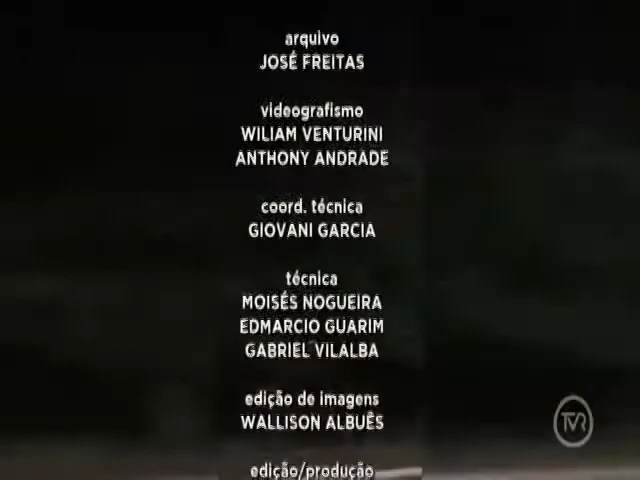 arquivo
JOSÉ FREITAS
videografismo
WILIAM VENTURINI
ANTHONY ANDRADE
coord. técnica
GIOVANI GARCIA
técnica
MOISÉS NOGUEIRA
EDMARCIO GUARIM
GABRIEL VILALBA
edição de imagens
WALLISON ALBUÊS
TVR
edição/produção